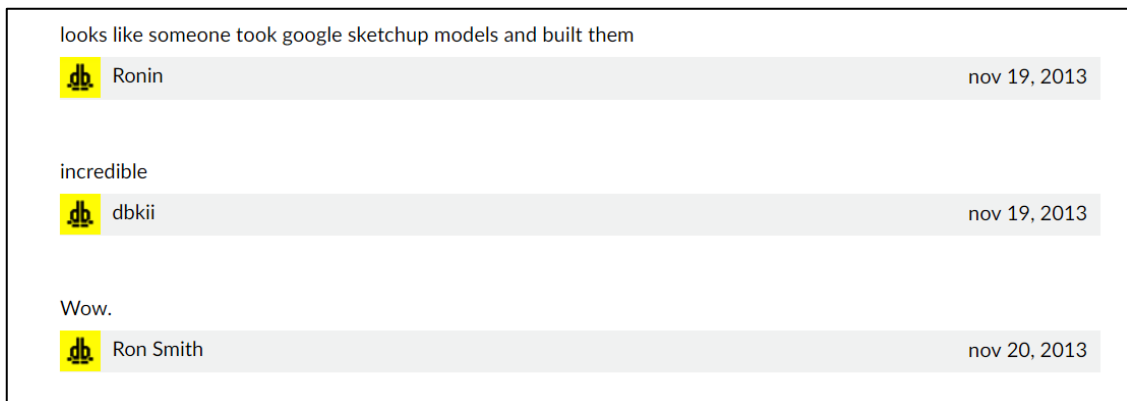 looks like someone took google sketchup models and built them
db Ronin nov 19, 2013
incredible
db dbkii nov 19, 2013
Wow.
db Ron Smith nov 20, 2013